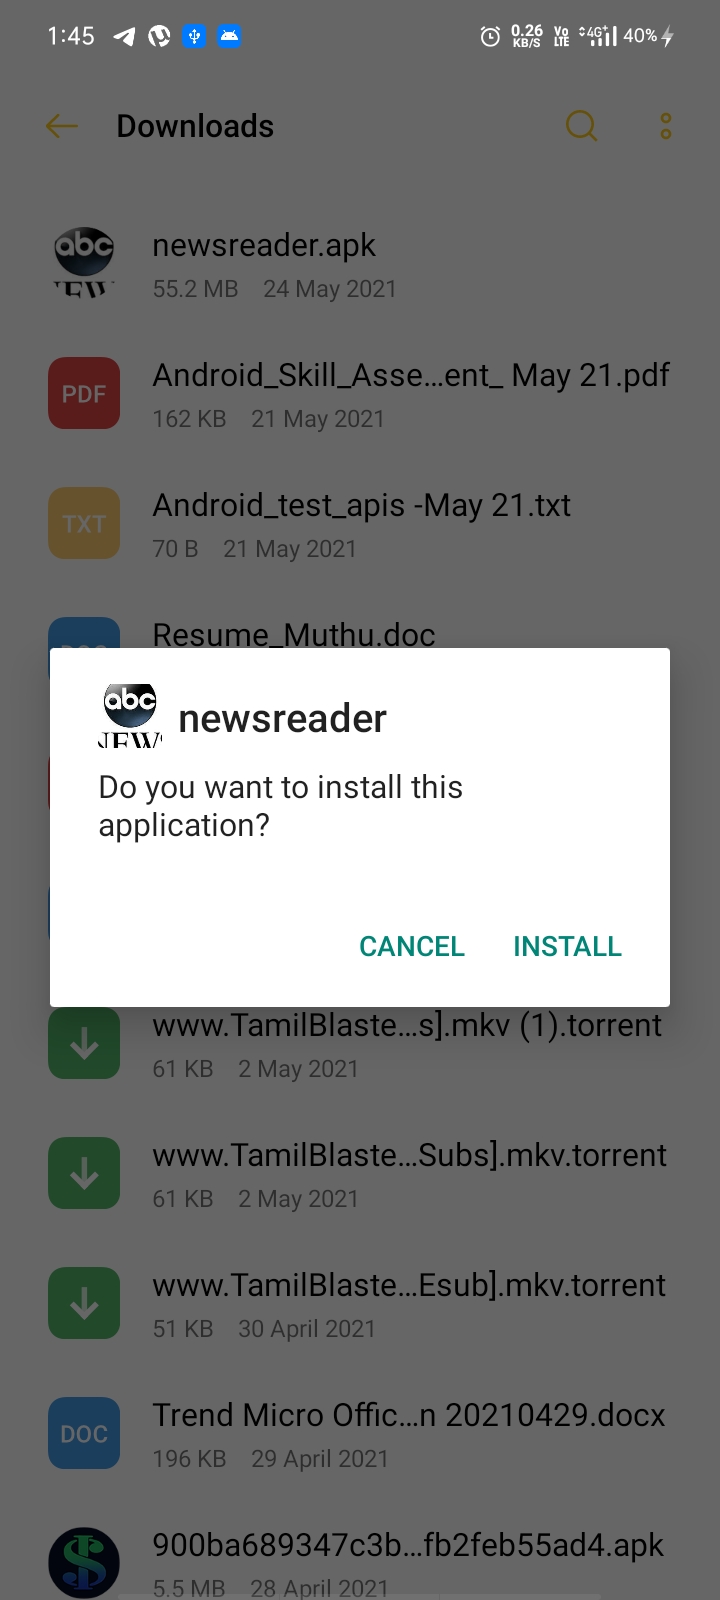 1:45
0.26 KB/S
Vo LTE
4G+
40%
Downloads
abc
NEWS
newsreader.apk
55.2 MB 24 May 2021
PDF
Android_Skill_Asse...ent_ May 21.pdf
162 KB 21 May 2021
TXT
Android_test_apis -May 21.txt
70 B 21 May 2021
DOC
Resume_Muthu.doc
abc
NEWS
newsreader
Do you want to install this
application?
CANCEL INSTALL
www.TamilBlaste...s].mkv (1).torrent
61 KB 2 May 2021
www.TamilBlaste...Subs].mkv.torrent
61 KB 2 May 2021
www.TamilBlaste...Esub].mkv.torrent
51 KB 30 April 2021
DOC
Trend Micro Offic...n 20210429.docx
196 KB 29 April 2021
900ba689347c3b...fb2feb55ad4.apk
5.5 MB 28 April 2021